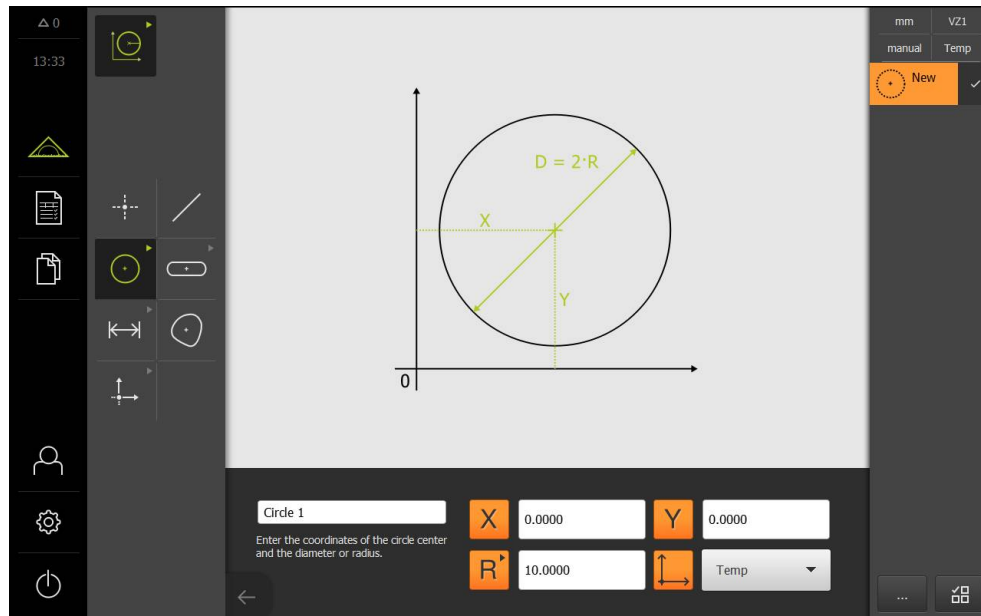 0
13:33
D = 2·R
X
Y
0
Circle 1
Enter the coordinates of the circle center
and the diameter or radius.
X
0.0000
Y
0.0000
R
10.0000
Temp
mm
VZ1
manual
Temp
New
...